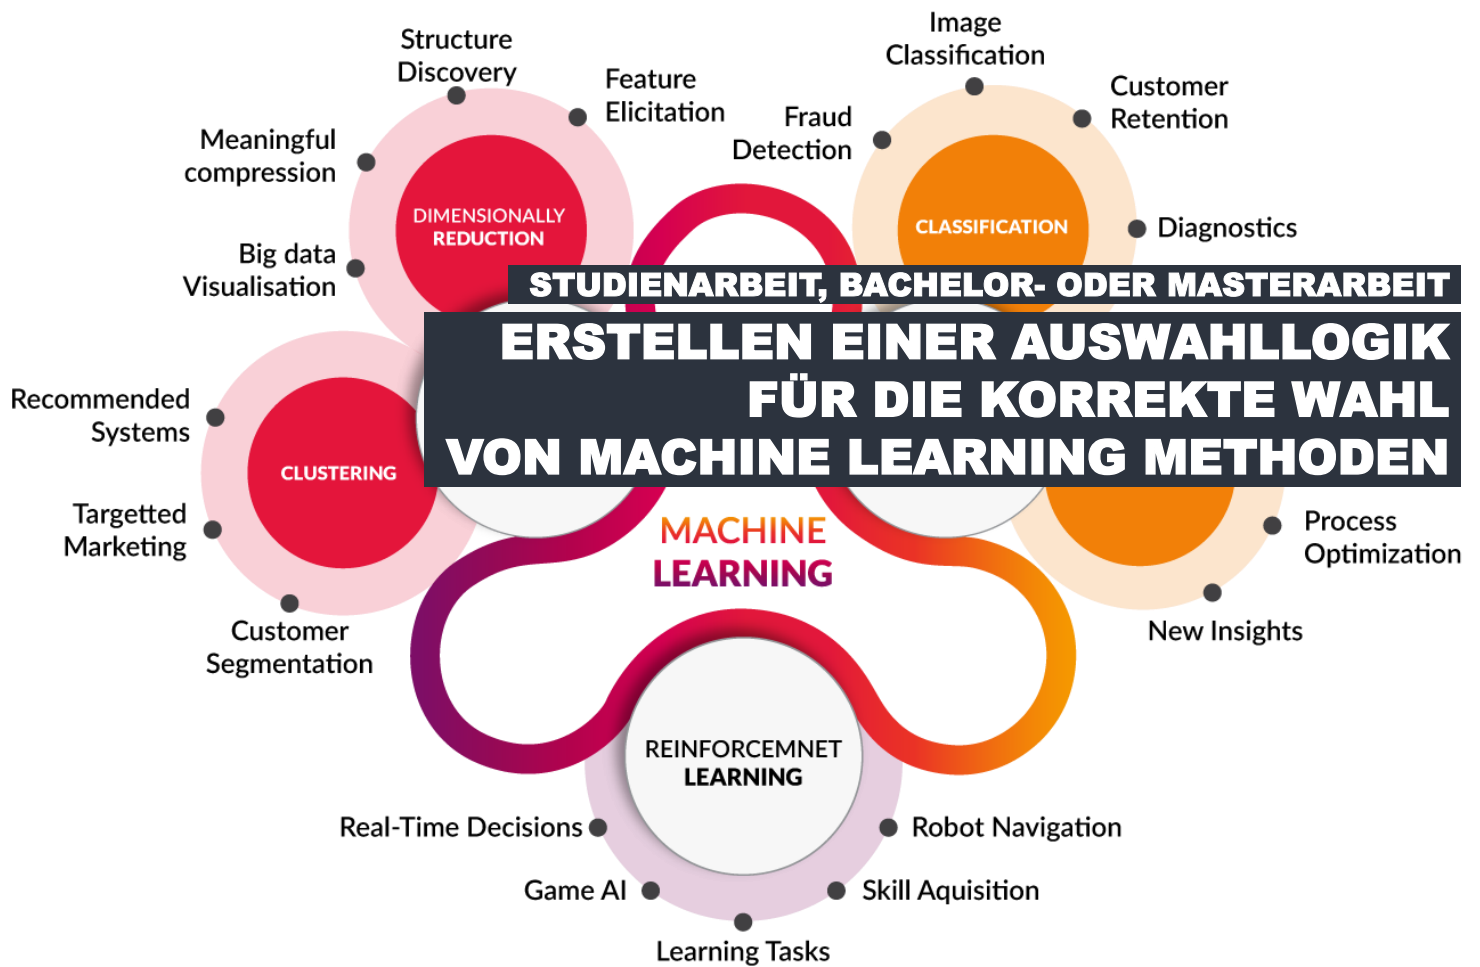 Structure
Discovery
Feature
Elicitation
Meaningful
compression
Big data
Visualisation
DIMENSIONALLY
REDUCTION
Image
Classification
Customer
Retention
Fraud
Detection
Diagnostics
CLASSIFICATION
STUDIENARBEIT, BACHELOR- ODER MASTERARBEIT
ERSTELLEN EINER AUSWAHLLOGIK
FÜR DIE KORREKTE WAHL
VON MACHINE LEARNING METHODEN
Recommended
Systems
Targetted
Marketing
Customer
Segmentation
CLUSTERING
MACHINE
LEARNING
Process
Optimization
New Insights
REINFORCEMNET
LEARNING
Real-Time Decisions
Game AI
Learning Tasks
Skill Aquisition
Robot Navigation